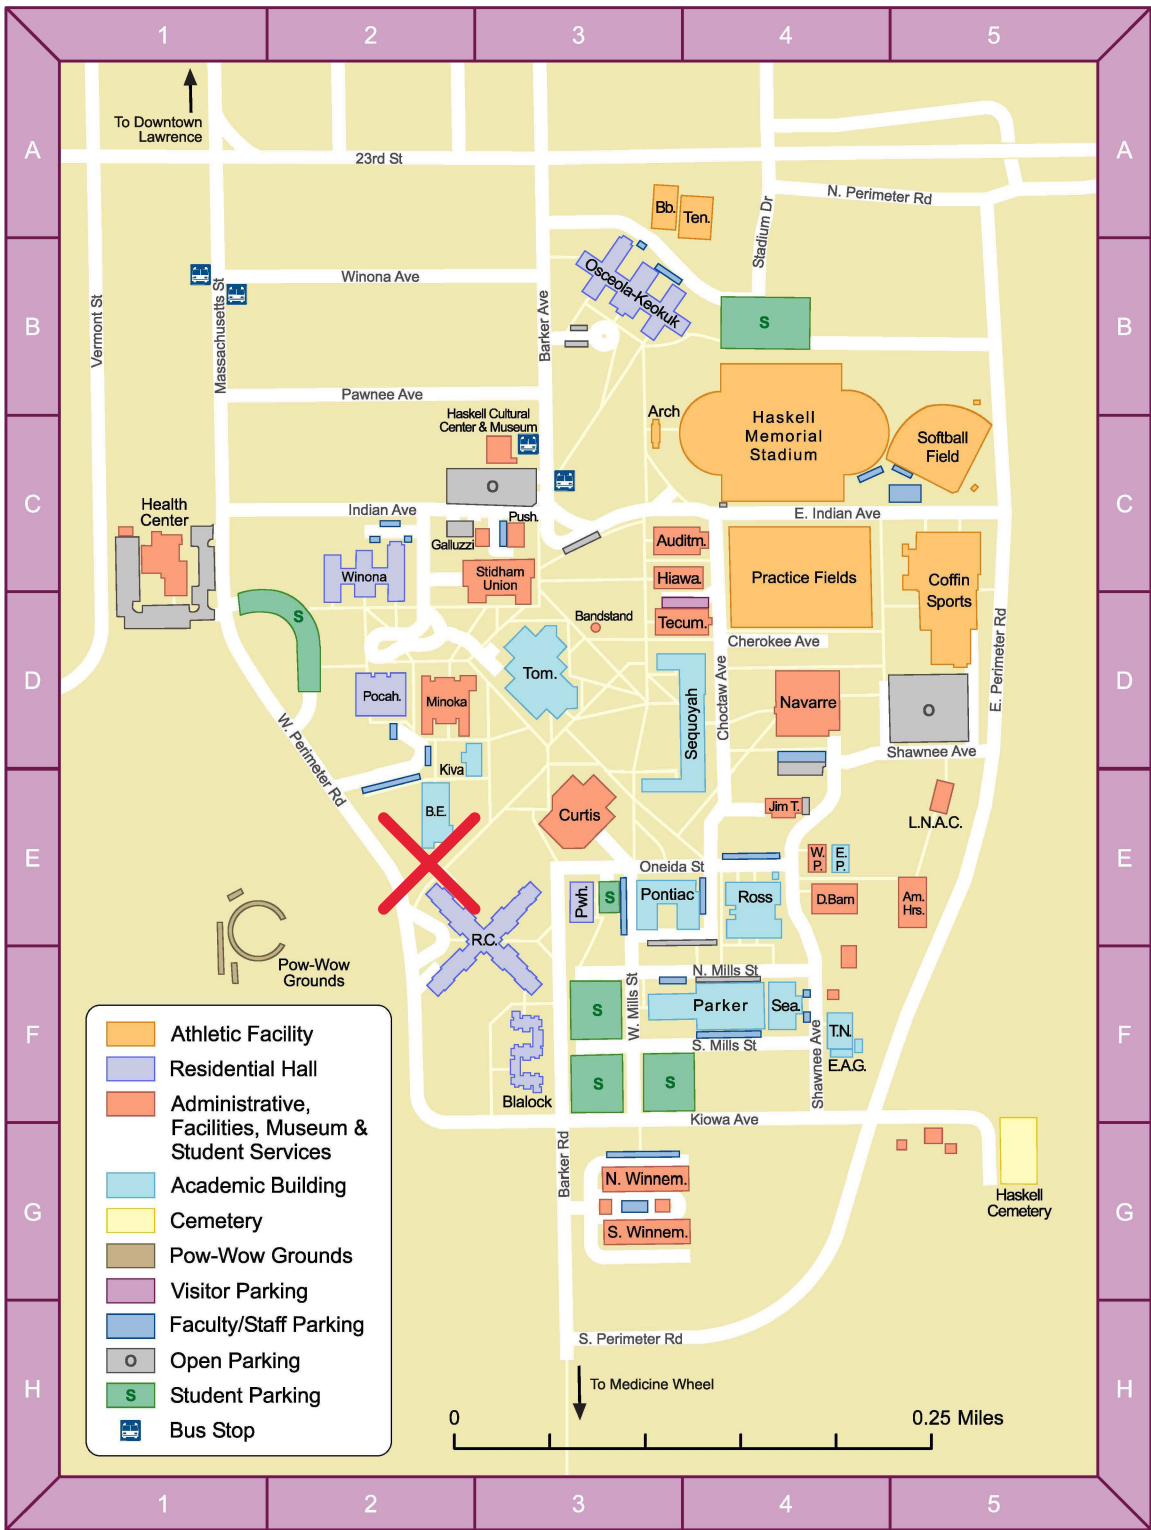 1 2 3 4 5
To Downtown
Lawrence
A
A
23rd St
N. Perimeter Rd
Bb.
Ten.
Stadium Dr
Osceola-Keokuk
Winona Ave
Massachusetts St
Vermont St
Barker Ave
B
B
S
Pawnee Ave
Haskell Cultural
Center & Museum
Arch
Haskell
Memorial
Stadium
Softball
Field
O
C
C
Health
Center
Indian Ave
Push.
E. Indian Ave
Galluzzi
Auditm.
Winona
Stidham
Union
Hiawa.
Practice Fields
Coffin
Sports
S
Bandstand
Tecum.
Cherokee Ave
E. Perimeter Rd
D
D
Tom.
Pocah.
Minoka
Sequoyah
Choctaw Ave
Navarre
O
W. Perimeter Rd
Kiva
Shawnee Ave
B.E.
Curtis
Jim T.
L.N.A.C.
E
E
Oneida St
W.
P.
E.
P.
Pwh.
S
Pontiac
Ross
D.Barn
Am.
Hrs.
R.C.
Pow-Wow
Grounds
N. Mills St
W. Mills St
S
Parker
Sea.
F
F
T.N.
S. Mills St
E.A.G.
Shawnee Ave
S
S
Blalock
Kiowa Ave
Barker Rd
N. Winnem.
S. Winnem.
Haskell
Cemetery
G
G
S. Perimeter Rd
To Medicine Wheel
H
H
Athletic Facility
Residential Hall
Administrative,
Facilities, Museum &
Student Services
Academic Building
Cemetery
Pow-Wow Grounds
Visitor Parking
Faculty/Staff Parking
O Open Parking
S Student Parking
Bus Stop
0 0.25 Miles
1 2 3 4 5